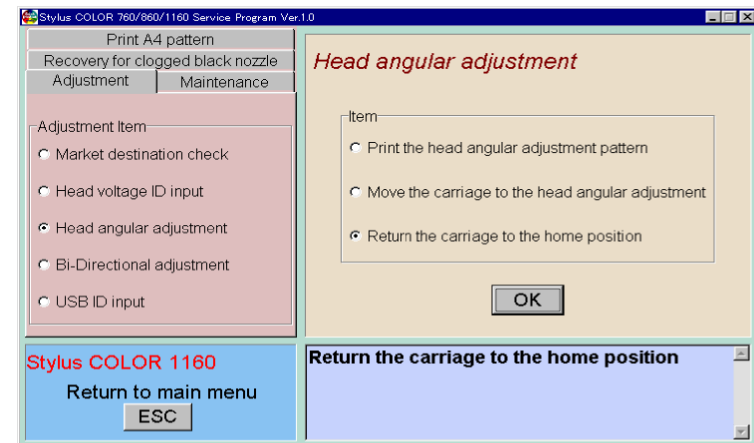 Stylus COLOR 760/860/1160 Service Program Ver.1.0
Print A4 pattern
Recovery for clogged black nozzle
Adjustment
Maintenance
Adjustment Item
Market destination check
Head voltage ID input
Head angular adjustment
Bi-Directional adjustment
USB ID input
Head angular adjustment
Item
Print the head angular adjustment pattern
Move the carriage to the head angular adjustment
Return the carriage to the home position
OK
Stylus COLOR 1160
Return to main menu
ESC
Return the carriage to the home position